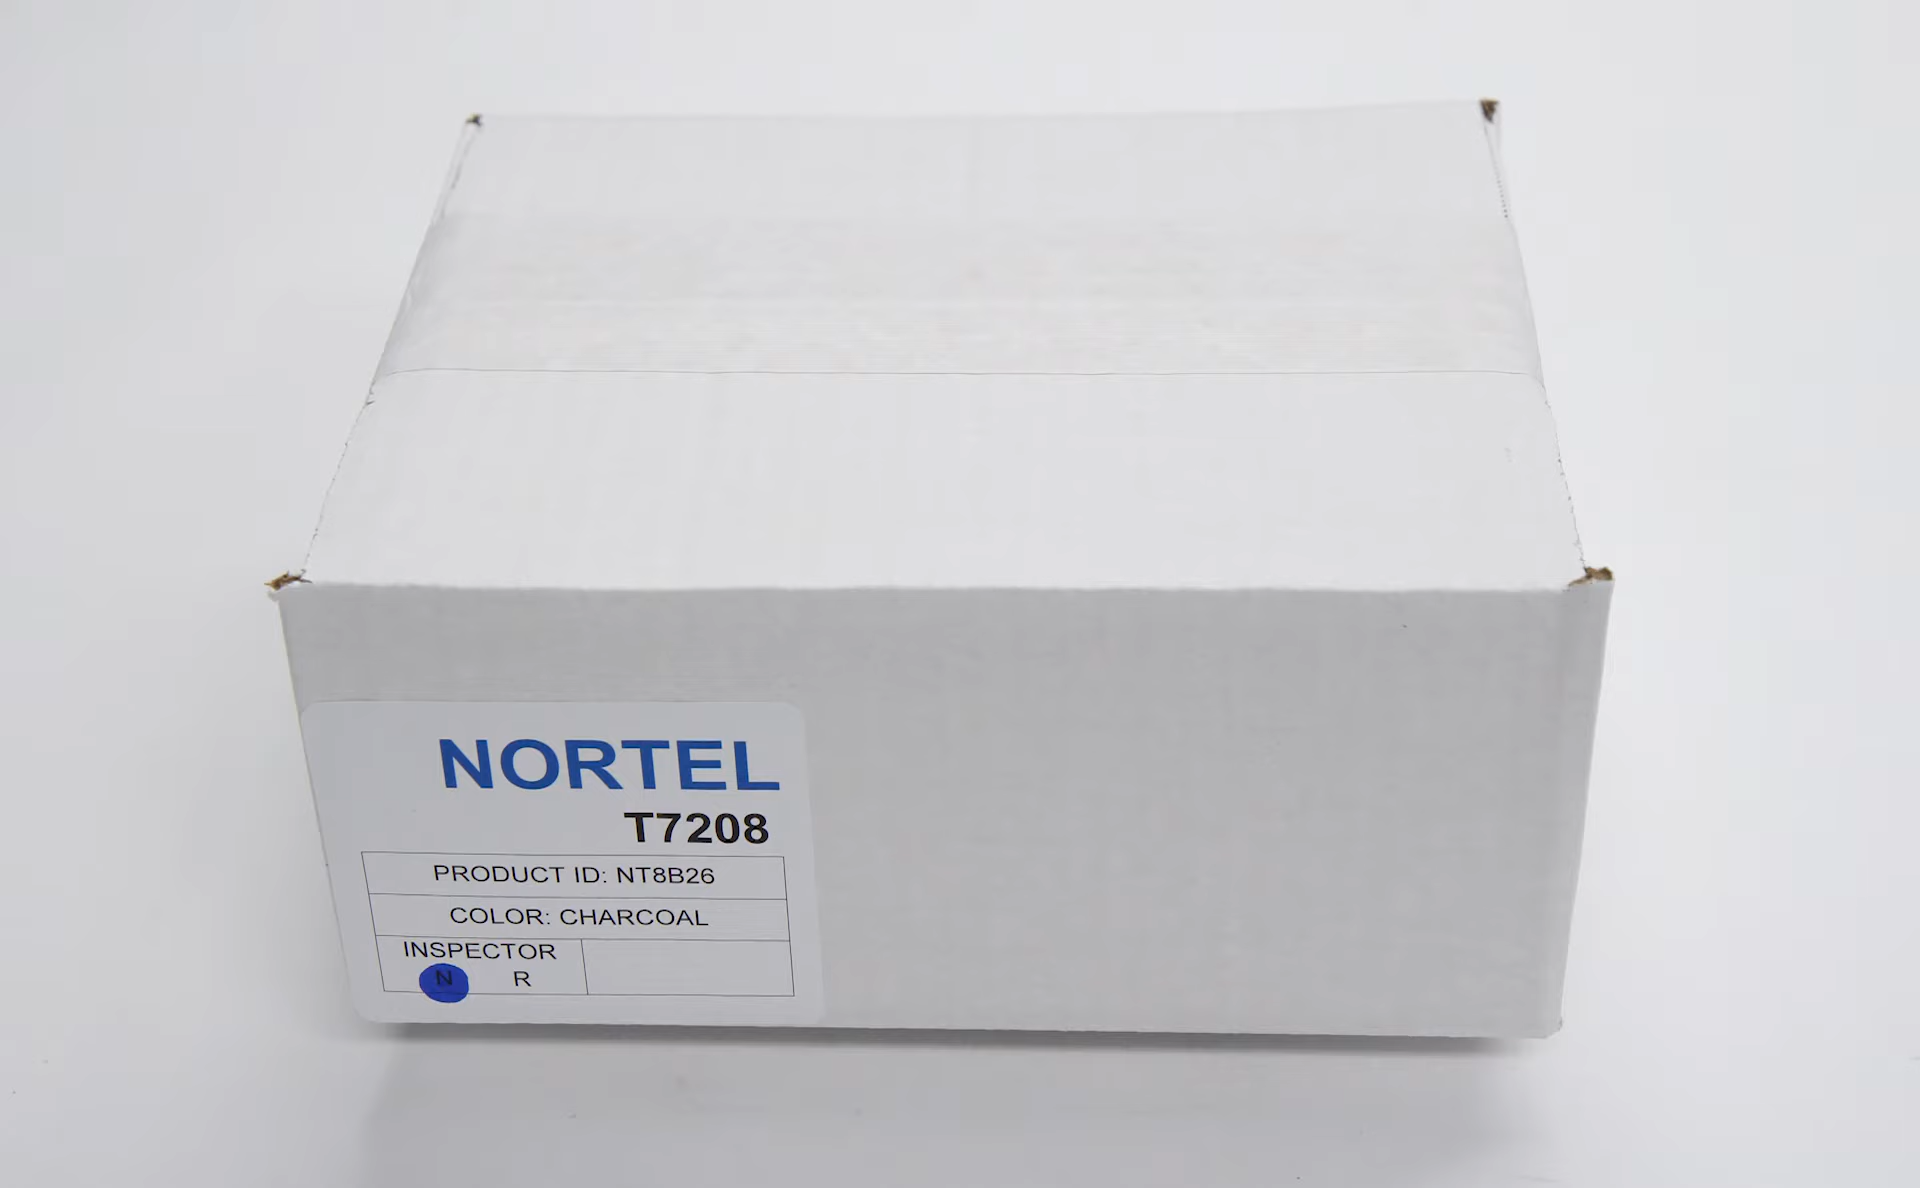 NORTEL
T7208
PRODUCT ID: NT8B26
COLOR: CHARCOAL
INSPECTOR
N R